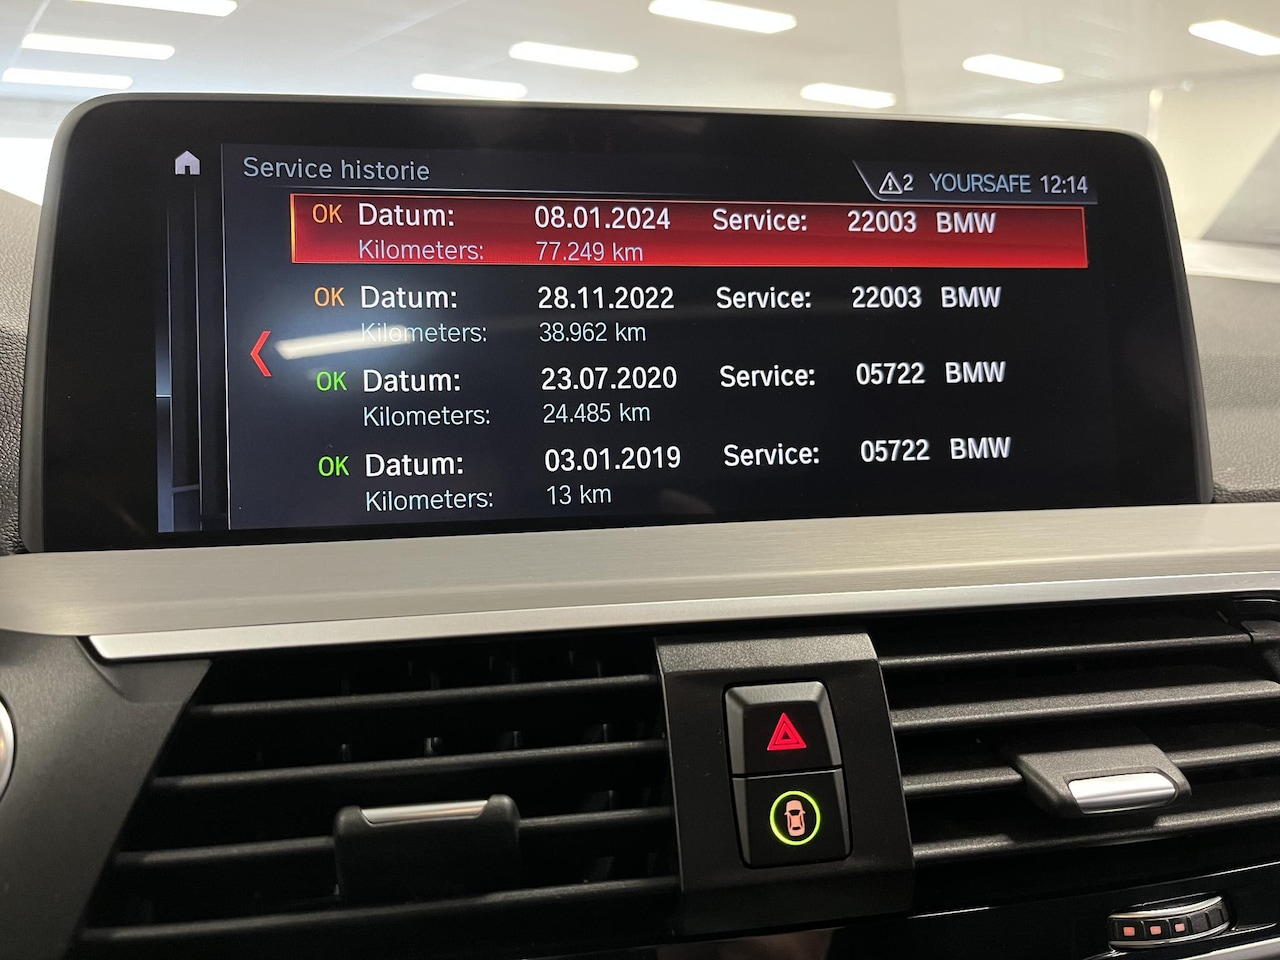 Service historie
2 YOURSAFE 12:14
OK Datum: 08.01.2024 Service: 22003 BMW
Kilometers: 77.249 km
OK Datum: 28.11.2022 Service: 22003 BMW
Kilometers: 38.962 km
OK Datum: 23.07.2020 Service: 05722 BMW
Kilometers: 24.485 km
OK Datum: 03.01.2019 Service: 05722 BMW
Kilometers: 13 km